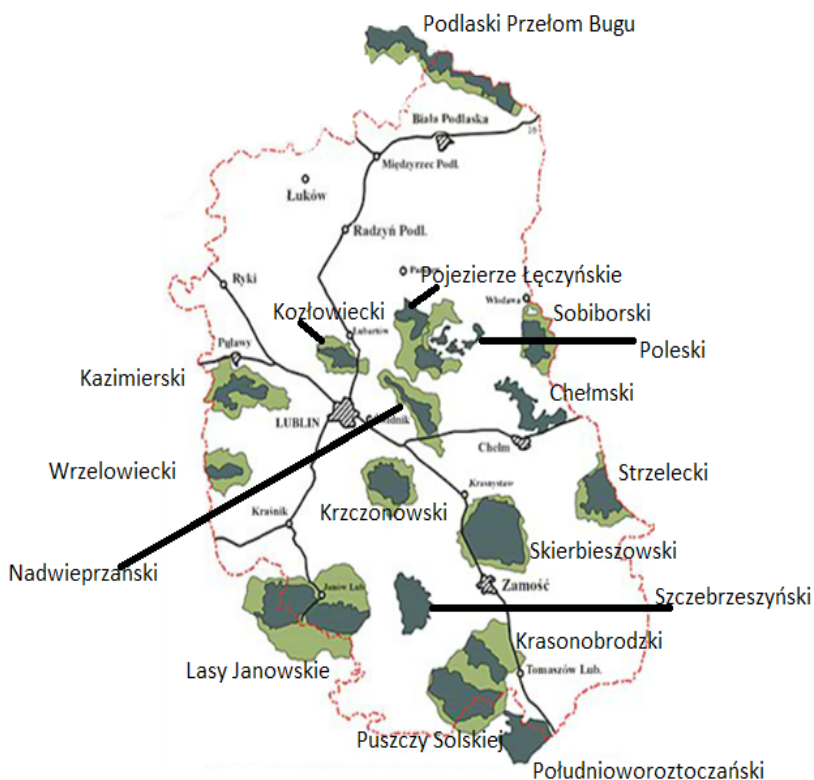 Podlaski Przełom Bugu
Biała Podlaska
16
Międzyrzec Podl.
Łuków
Radzyń Podl.
Pojezierze Łęczyńskie
Ryki
Włodawa
Kozłowiecki
Sobiborski
Lubartów
Puławy
Poleski
Kazimierski
Chełmski
LUBLIN
Chełm
Wrzelowiecki
Strzelecki
Krasnystaw
Krzczonowski
Kraśnik
Skierbieszowski
Nadwieprzański
Zamość
Janów Lub.
Szczebrzeszyński
Krasonobrodzki
Lasy Janowskie
Tomaszów Lub.
Puszczy Solskiej
Południoworoztoczański